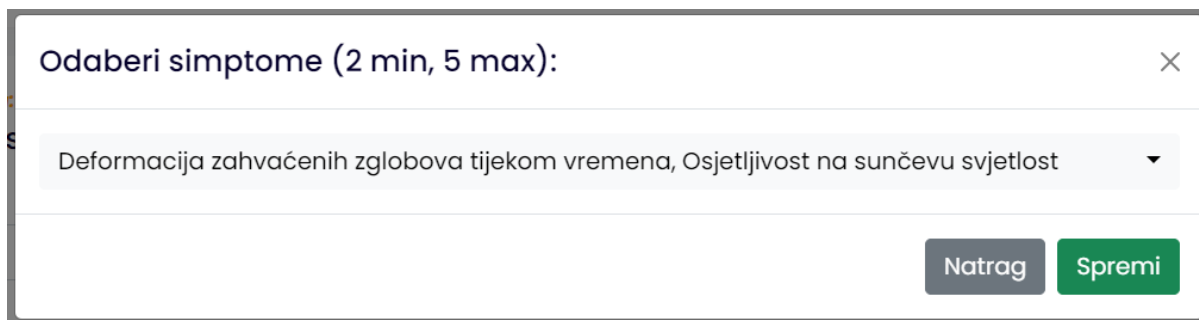 Odaberi simptome (2 min, 5 max):
Deformacija zahvaćenih zglobova tijekom vremena, Osjetljivost na sunčevu svjetlost
Natrag Spremi